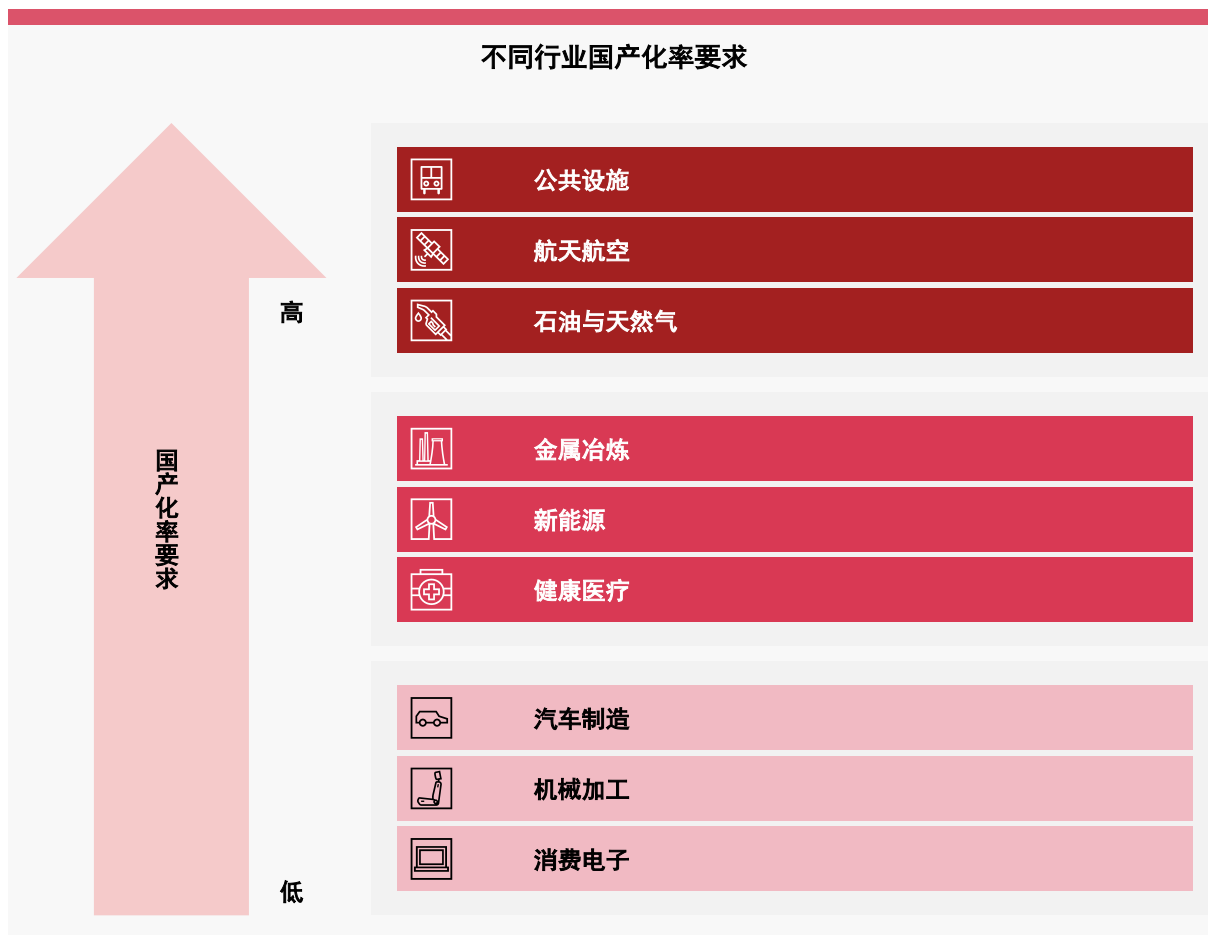 不同行业国产化率要求
公共设施
航天航空
石油与天然气
高
国产化率要求
金属冶炼
新能源
健康医疗
汽车制造
机械加工
消费电子
低